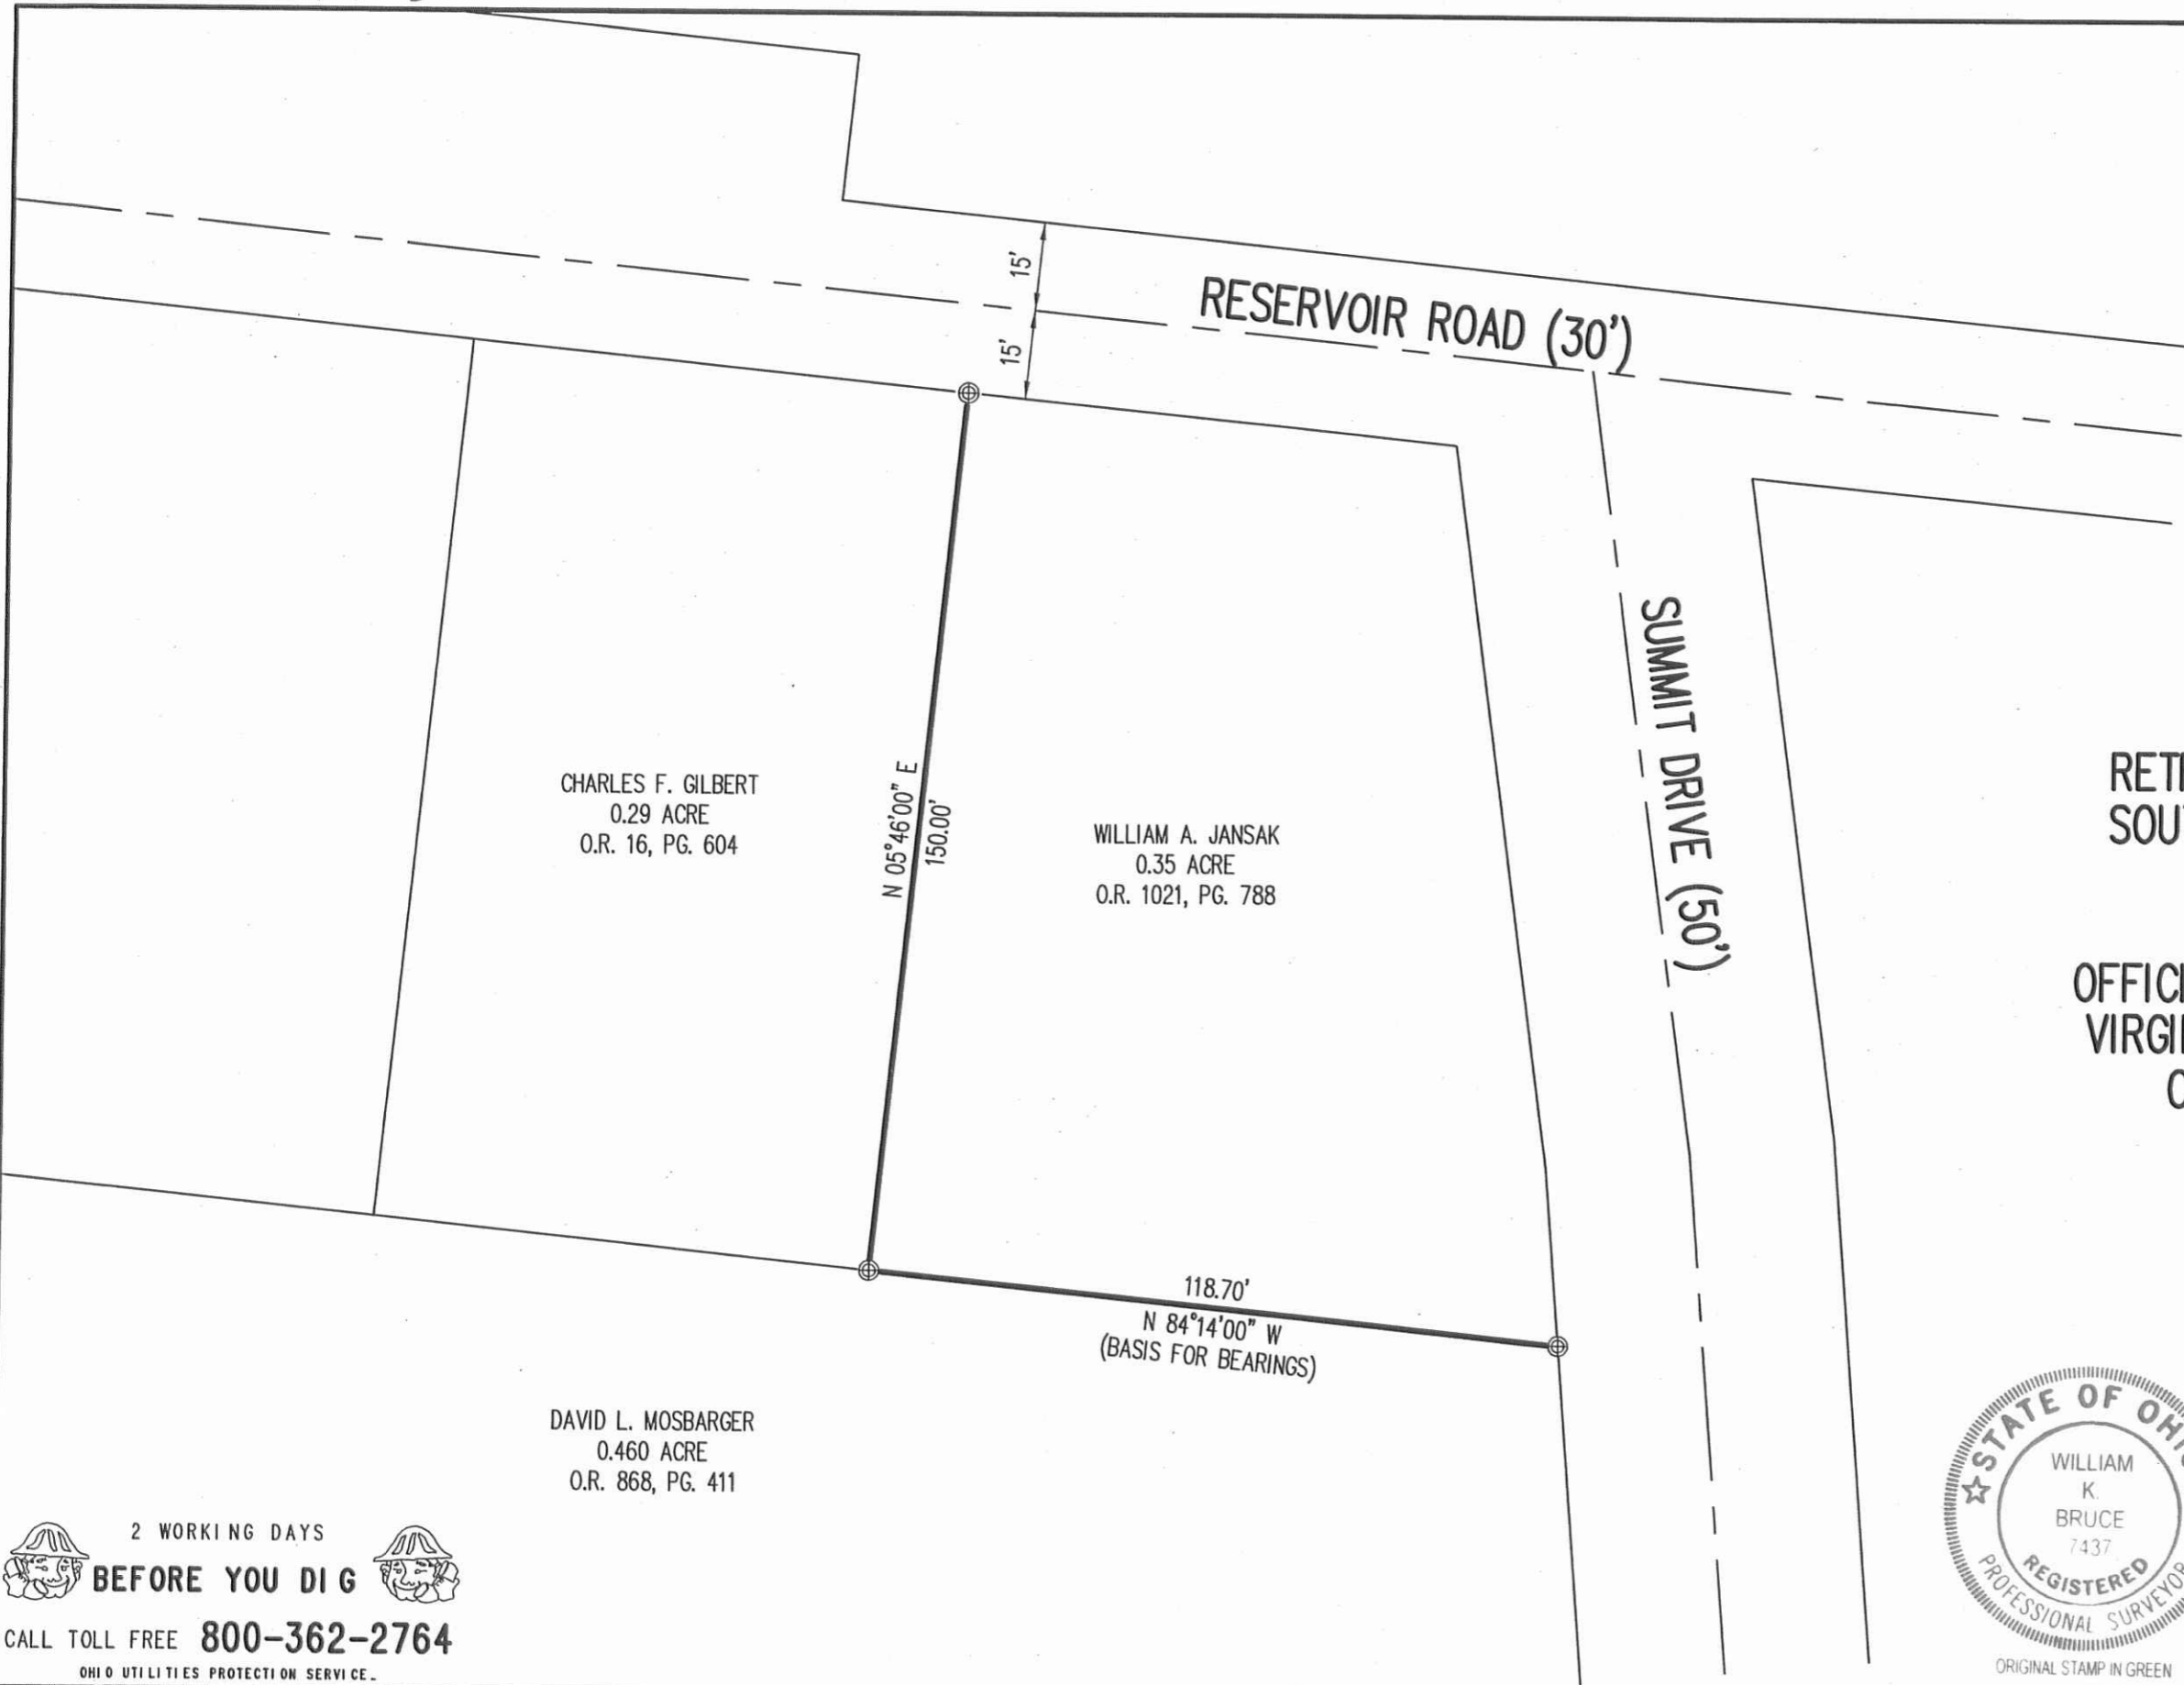 15'
15'
RESERVOIR ROAD (30')
SUMMIT DRIVE (50')
CHARLES F. GILBERT
0.29 ACRE
O.R. 16, PG. 604
N 05°46'00" E
150.00'
WILLIAM A. JANSAK
0.35 ACRE
O.R. 1021, PG. 788
118.70'
N 84°14'00" W
(BASIS FOR BEARINGS)
DAVID L. MOSBARGER
0.460 ACRE
O.R. 868, PG. 411
2 WORKING DAYS
BEFORE YOU DIG
CALL TOLL FREE 800-362-2764
OHIO UTILITIES PROTECTION SERVICE.
STATE OF OHIO
WILLIAM
K.
BRUCE
7437
REGISTERED
PROFESSIONAL SURVEYOR
ORIGINAL STAMP IN GREEN